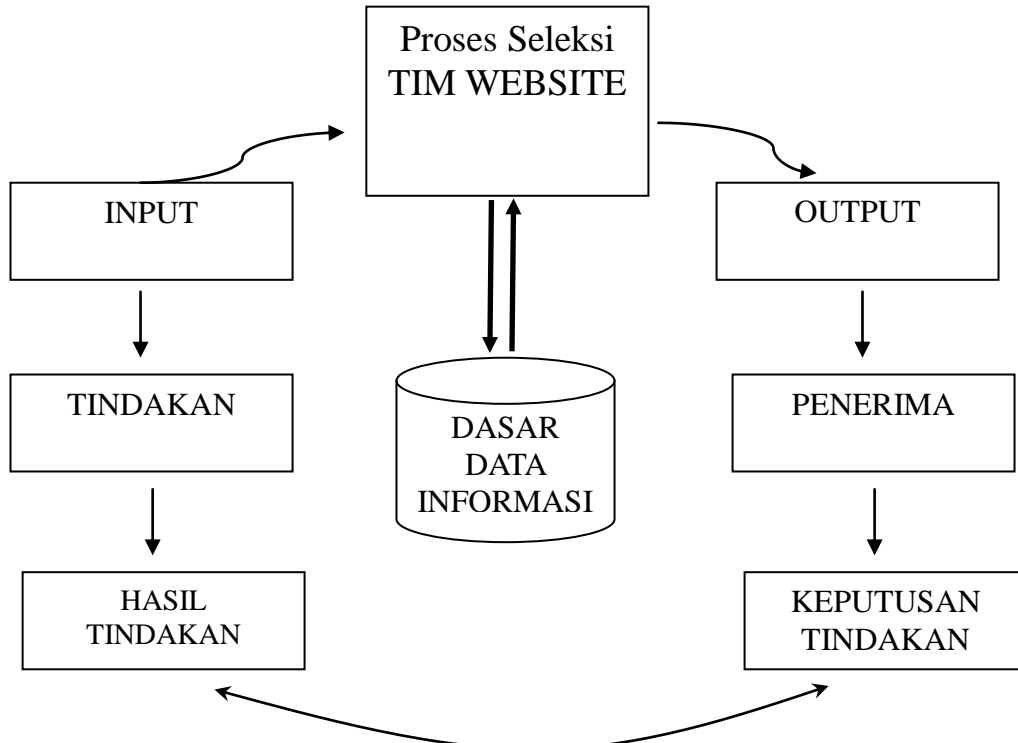 Proses Seleksi
TIM WEBSITE
INPUT
OUTPUT
TINDAKAN
DASAR
DATA
INFORMASI
PENERIMA
HASIL
TINDAKAN
KEPUTUSAN
TINDAKAN